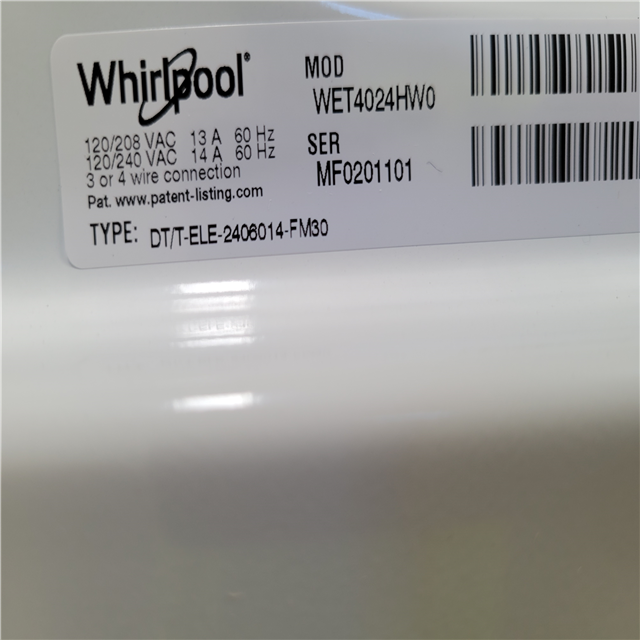 Whirlpool®
MOD
WET4024HW0
120/208 VAC 13 A 60 Hz
120/240 VAC 14 A 60 Hz
3 or 4 wire connection
Pat. www.patent-listing.com
SER
MF0201101
TYPE: DT/T-ELE-2406014-FM30